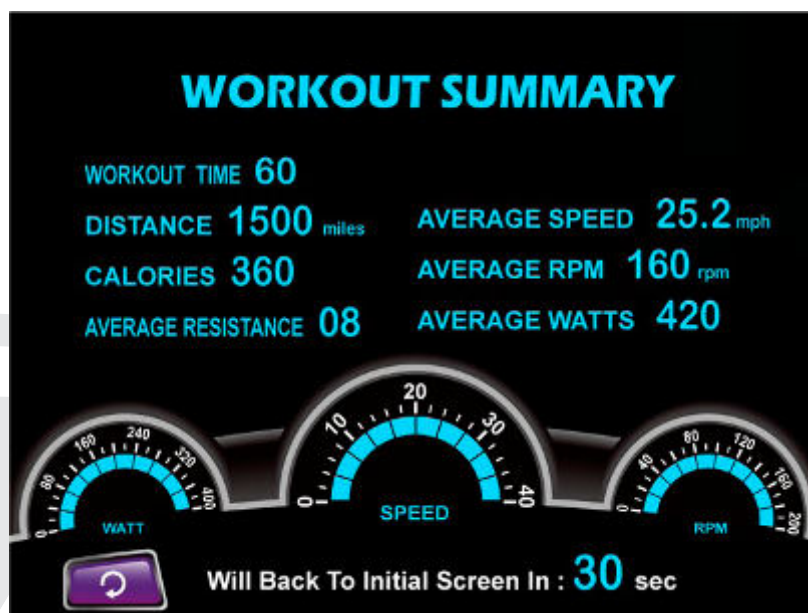 WORKOUT SUMMARY
WORKOUT TIME 60
DISTANCE 1500 miles
CALORIES 360
AVERAGE RESISTANCE 08
AVERAGE SPEED 25.2 mph
AVERAGE RPM 160 rpm
AVERAGE WATTS 420
0 80 160 240 320 400
WATT
0 10 20 30 40
SPEED
0 40 80 120 160 200
RPM
Will Back To Initial Screen In : 30 sec